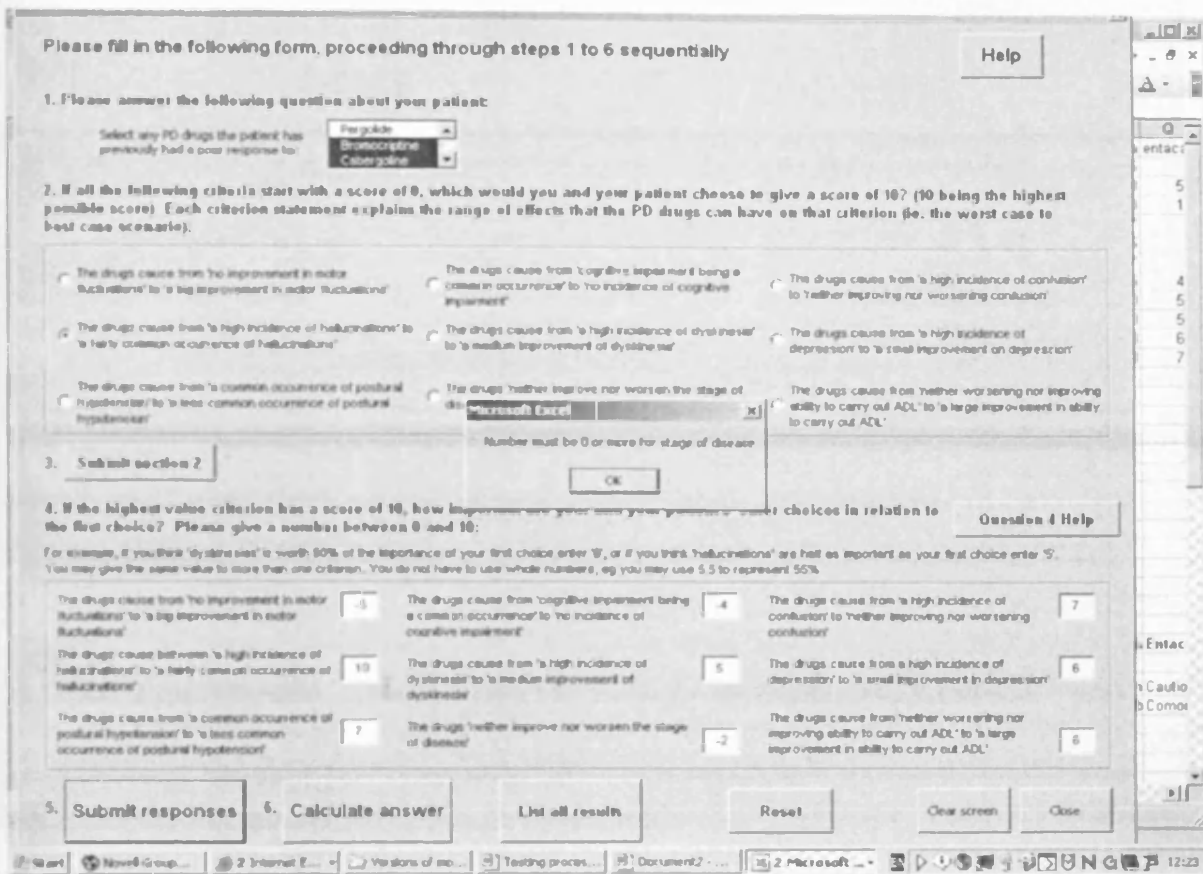 Please fill in the following form, proceeding through steps 1 to 6 sequentially
Help
1. Please answer the following question about your patient:
Select any PD drugs the patient has
previously had a poor response to:
Pergolide
Bromocriptine
Cabergoline
2. If all the following criteria start with a score of 0, which would you and your patient choose to give a score of 10? (10 being the highest
possible score) Each criterion statement explains the range of effects that the PD drugs can have on that criterion (ie. the worst case to
best case scenario).
The drugs cause from 'no improvement in motor
fluctuations' to 'a big improvement in motor fluctuations'
The drugs cause from 'cognitive impairment being a
common occurrence' to 'no incidence of cognitive
impairment'
The drugs cause from 'a high incidence of confusion'
to 'neither improving nor worsening confusion'
The drugs cause from 'a high incidence of hallucinations' to
'a fairly common occurrence of hallucinations'
The drugs cause from 'a high incidence of dyskinesia'
to 'a medium improvement of dyskinesia'
The drugs cause from 'a high incidence of
depression' to 'a small improvement on depression'
The drugs cause from 'a common occurrence of postural
hypotension' to 'a less common occurrence of postural
hypotension'
The drugs 'neither improve nor worsen the stage of
The drugs cause from 'neither worsening nor improving
ability to carry out ADL' to 'a large improvement in ability
to carry out ADL'
Microsoft Excel
Number must be 0 or more for stage of disease
OK
3. Submit section 2
4. If the highest value criterion has a score of 10, how choices in relation to
the first choice? Please give a number between 0 and 10:
Question 4 Help
For example, if you think 'dyskinesias' is worth 80% of the importance of your first choice enter '8', or if you think 'hallucinations' are half as important as your first choice enter '5'.
You may give the same value to more than one criterion. You do not have to use whole numbers, eg you may use 5.5 to represent 55%
The drugs cause from 'no improvement in motor
fluctuations' to 'a big improvement in motor
fluctuations'
The drugs cause from 'cognitive impairment being
a common occurrence' to 'no incidence of
cognitive impairment'
-4
The drugs cause from 'a high incidence of
confusion' to 'neither improving nor worsening
confusion'
7
The drugs cause between 'a high incidence of
hallucinations' to 'a fairly common occurrence of
hallucinations'
10
The drugs cause from 'a high incidence of
dyskinesia' to 'a medium improvement of
dyskinesia'
5
The drugs cause from a high incidence of
depression' to 'a small improvement in depression'
6
The drugs cause from 'a common occurrence of
postural hypotension' to 'a less common
occurrence of postural hypotension'
7
The drugs 'neither improve nor worsen the stage
of disease'
-2
The drugs cause from 'neither worsening nor
improving ability to carry out ADL' to 'a large
improvement in ability to carry out ADL'
6
5. Submit responses
6. Calculate answer
List all results
Reset
Clear screen
Close
Q
entac
5
1
4
5
5
6
7
Entac
Cautio
Comor
Start
Novell-Group...
2 Internet E...
Versions of mo...
Testing proces...
Document2 - ...
2 Microsoft ...
12:23